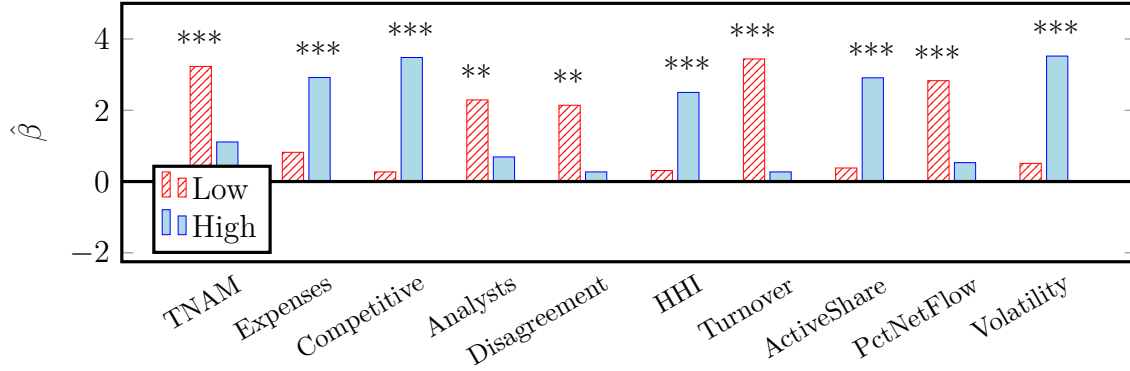 4
2
0
−2
β̂
***
***
***
**
**
***
***
***
***
***
Low
High
TNAM
Expenses
Competitive
Analysts
Disagreement
HHI
Turnover
ActiveShare
PctNetFlow
Volatility